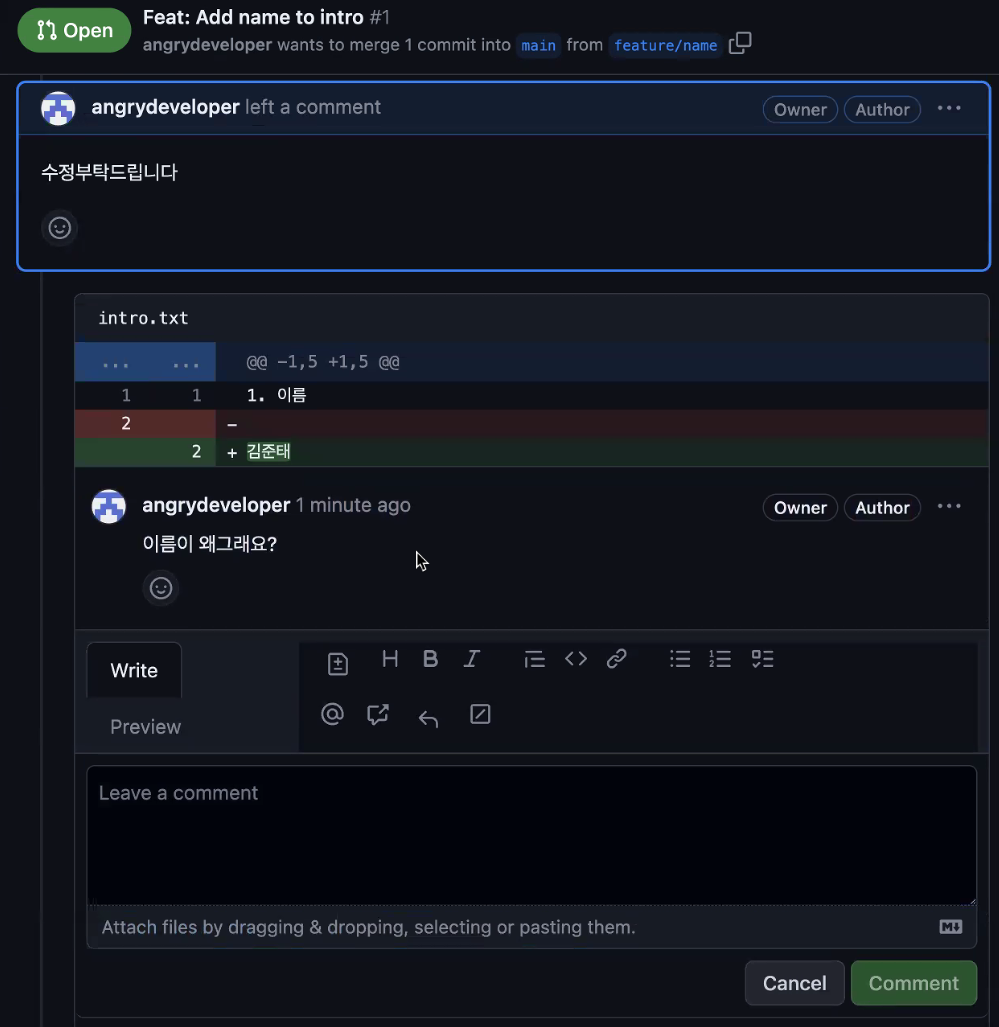 Open
Feat: Add name to intro #1
angrydeveloper wants to merge 1 commit into main from feature/name
angrydeveloper left a comment
Owner Author ...
수정부탁드립니다
intro.txt
... ... @@ -1,5 +1,5 @@
1 1 1. 이름
2 -
2 + 김준태
angrydeveloper 1 minute ago
Owner Author ...
이름이 왜그래요?
Write
Preview
Leave a comment
Attach files by dragging & dropping, selecting or pasting them.
Cancel Comment